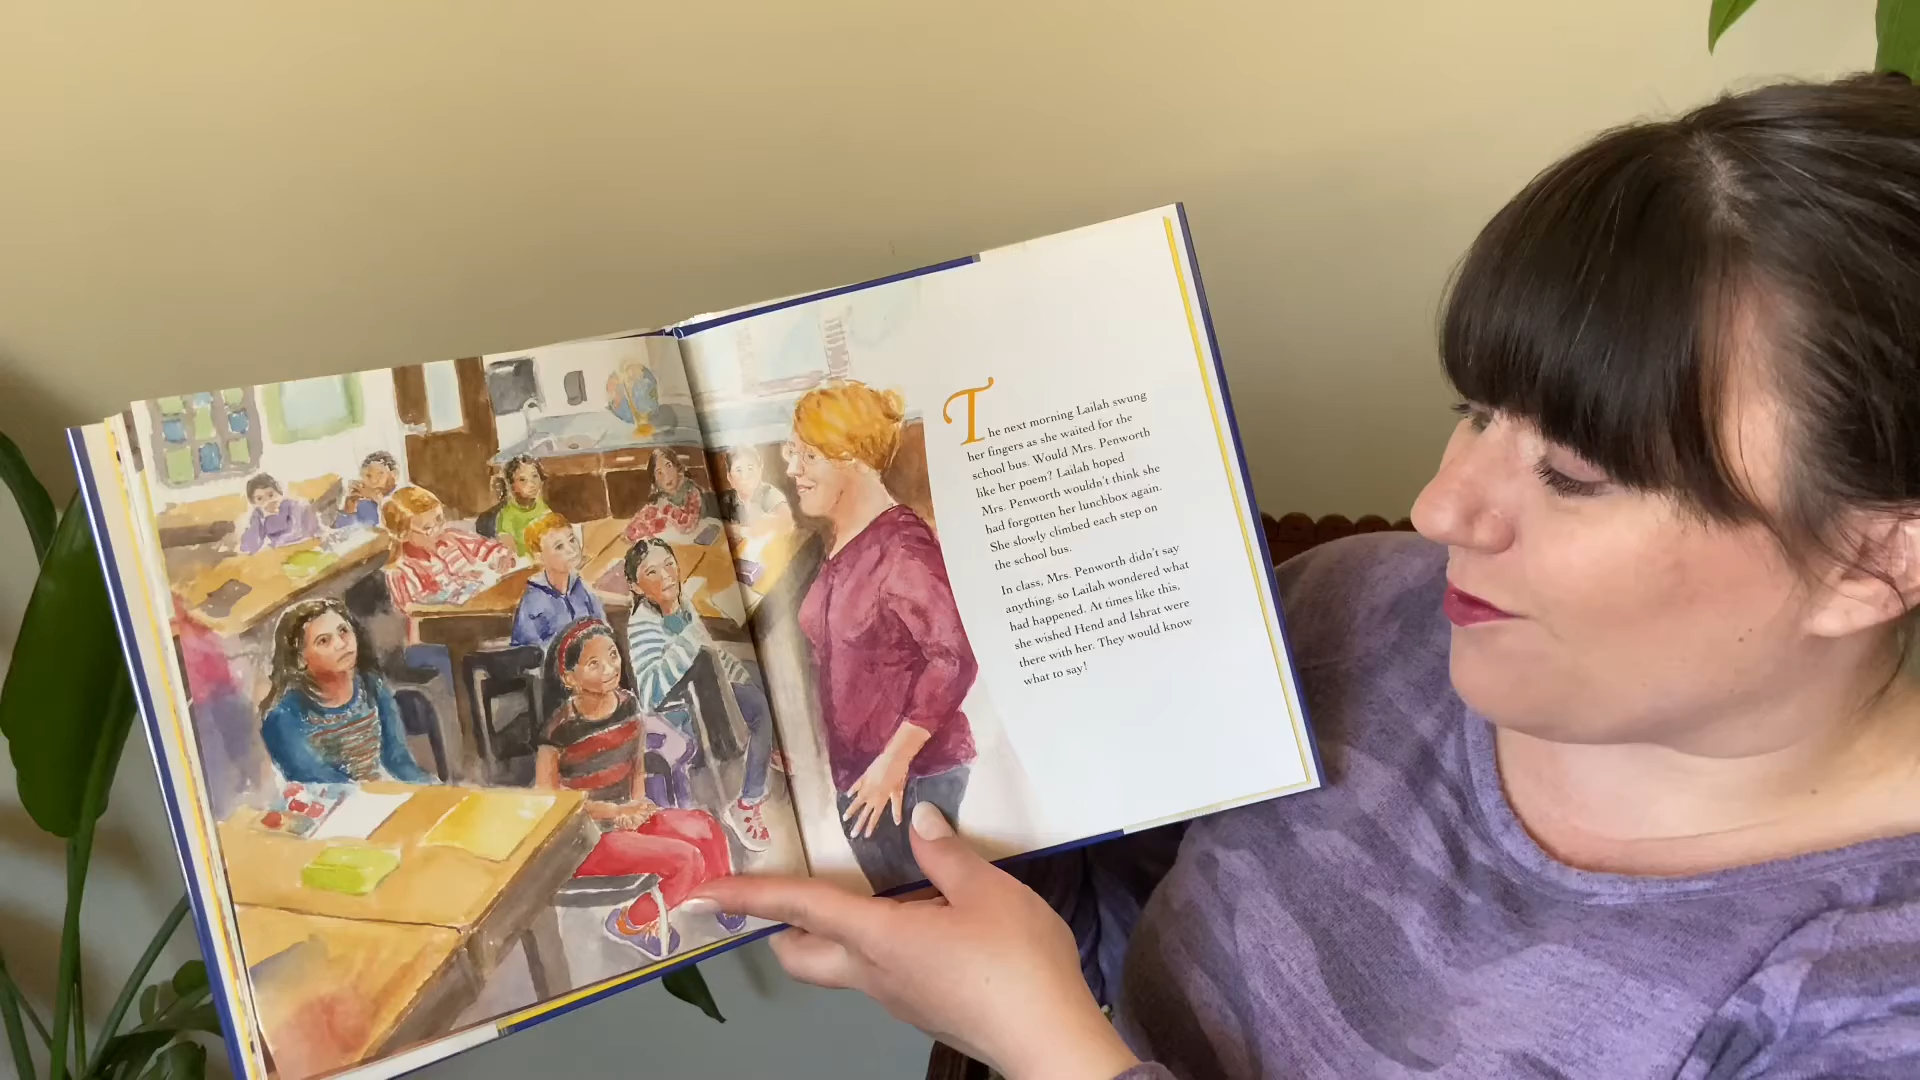 The next morning Lailah swung
her fingers as she waited for the
school bus. Would Mrs. Penworth
like her poem? Lailah hoped
Mrs. Penworth wouldn't think she
had forgotten her lunchbox again.
She slowly climbed each step on
the school bus.
In class, Mrs. Penworth didn't say
anything, so Lailah wondered what
had happened. At times like this,
she wished Hend and Ishrat were
there with her. They would know
what to say!